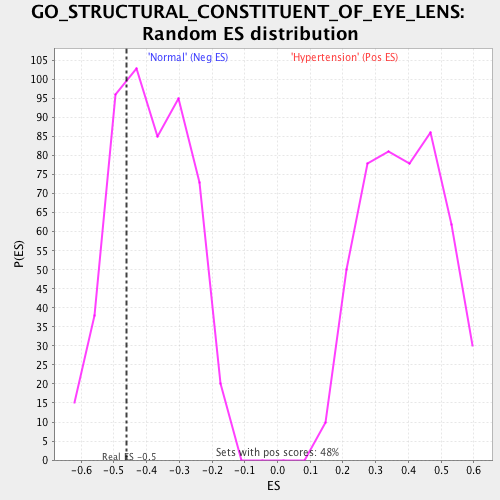 GO_STRUCTURAL_CONSTITUENT_OF_EYE_LENS:
Random ES distribution
'Normal' (Neg ES)
'Hypertension' (Pos ES)
105
100
95
90
85
80
75
70
65
60
55
50
45
40
35
30
25
20
15
10
5
0
P(ES)
Real ES -0.5
Sets with pos scores: 48%
-0.6 -0.5 -0.4 -0.3 -0.2 -0.1 0.0 0.1 0.2 0.3 0.4 0.5 0.6
ES